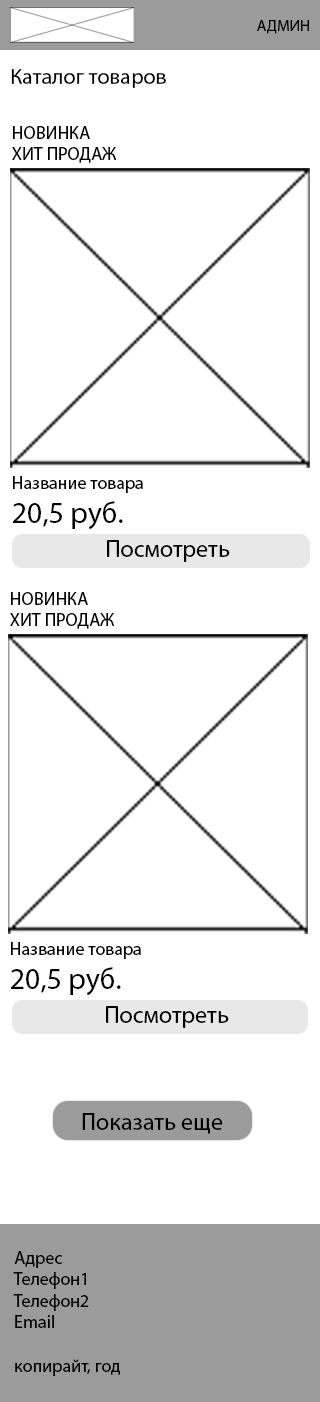 АДМИН
Каталог товаров
НОВИНКА
ХИТ ПРОДАЖ
Название товара
20,5 руб.
Посмотреть
НОВИНКА
ХИТ ПРОДАЖ
Название товара
20,5 руб.
Посмотреть
Показать еще
Адрес
Телефон1
Телефон2
Email
копирайт, год